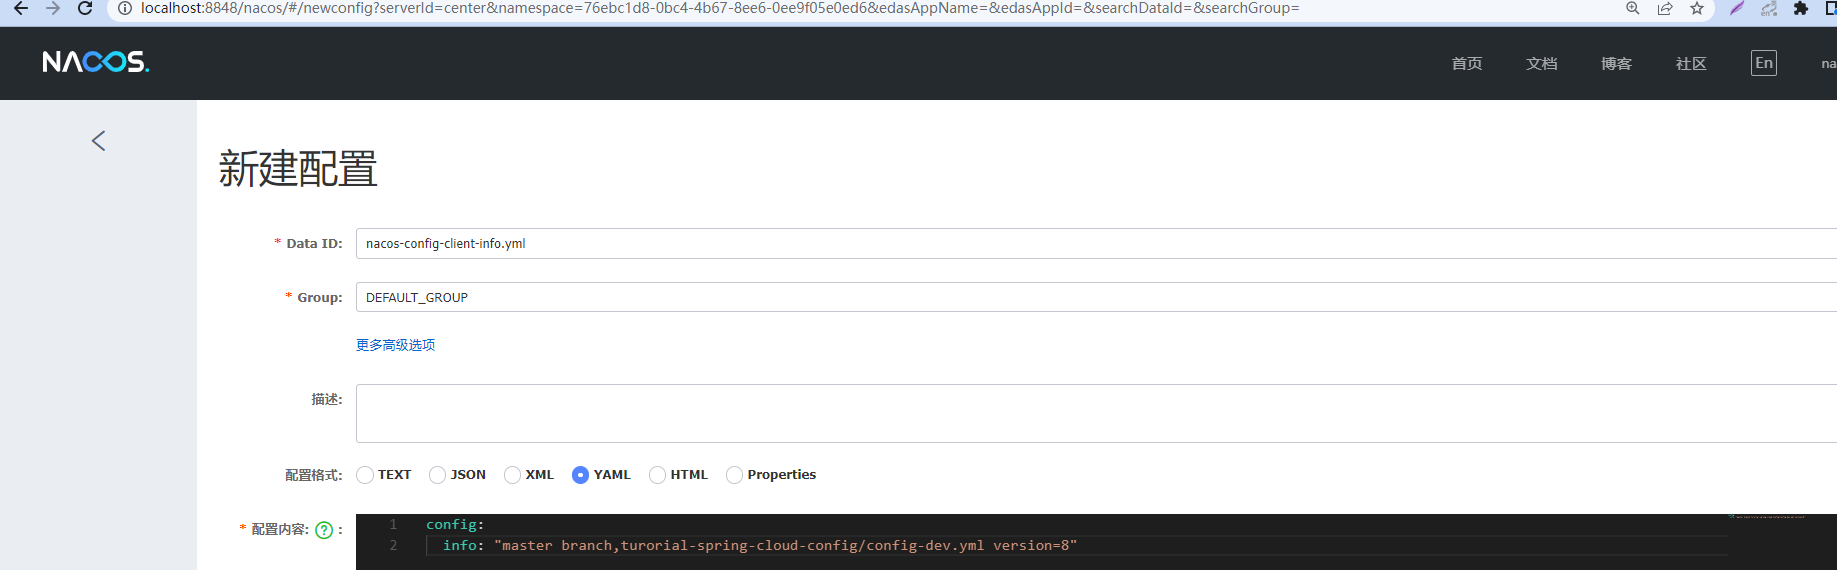 localhost:8848/nacos/#/newconfig?serverId=center&namespace=76ebc1d8-0bc4-4b67-8ee6-0ee9f05e0ed6&edasAppName=&edasAppId=&searchDataId=&searchGroup=
NACOS. 首页 文档 博客 社区 En na
新建配置
* Data ID: nacos-config-client-info.yml
* Group: DEFAULT_GROUP
更多高级选项
描述:
配置格式: TEXT JSON XML YAML HTML Properties
* 配置内容: ? :
1 config:
2 info: "master branch,turorial-spring-cloud-config/config-dev.yml version=8"